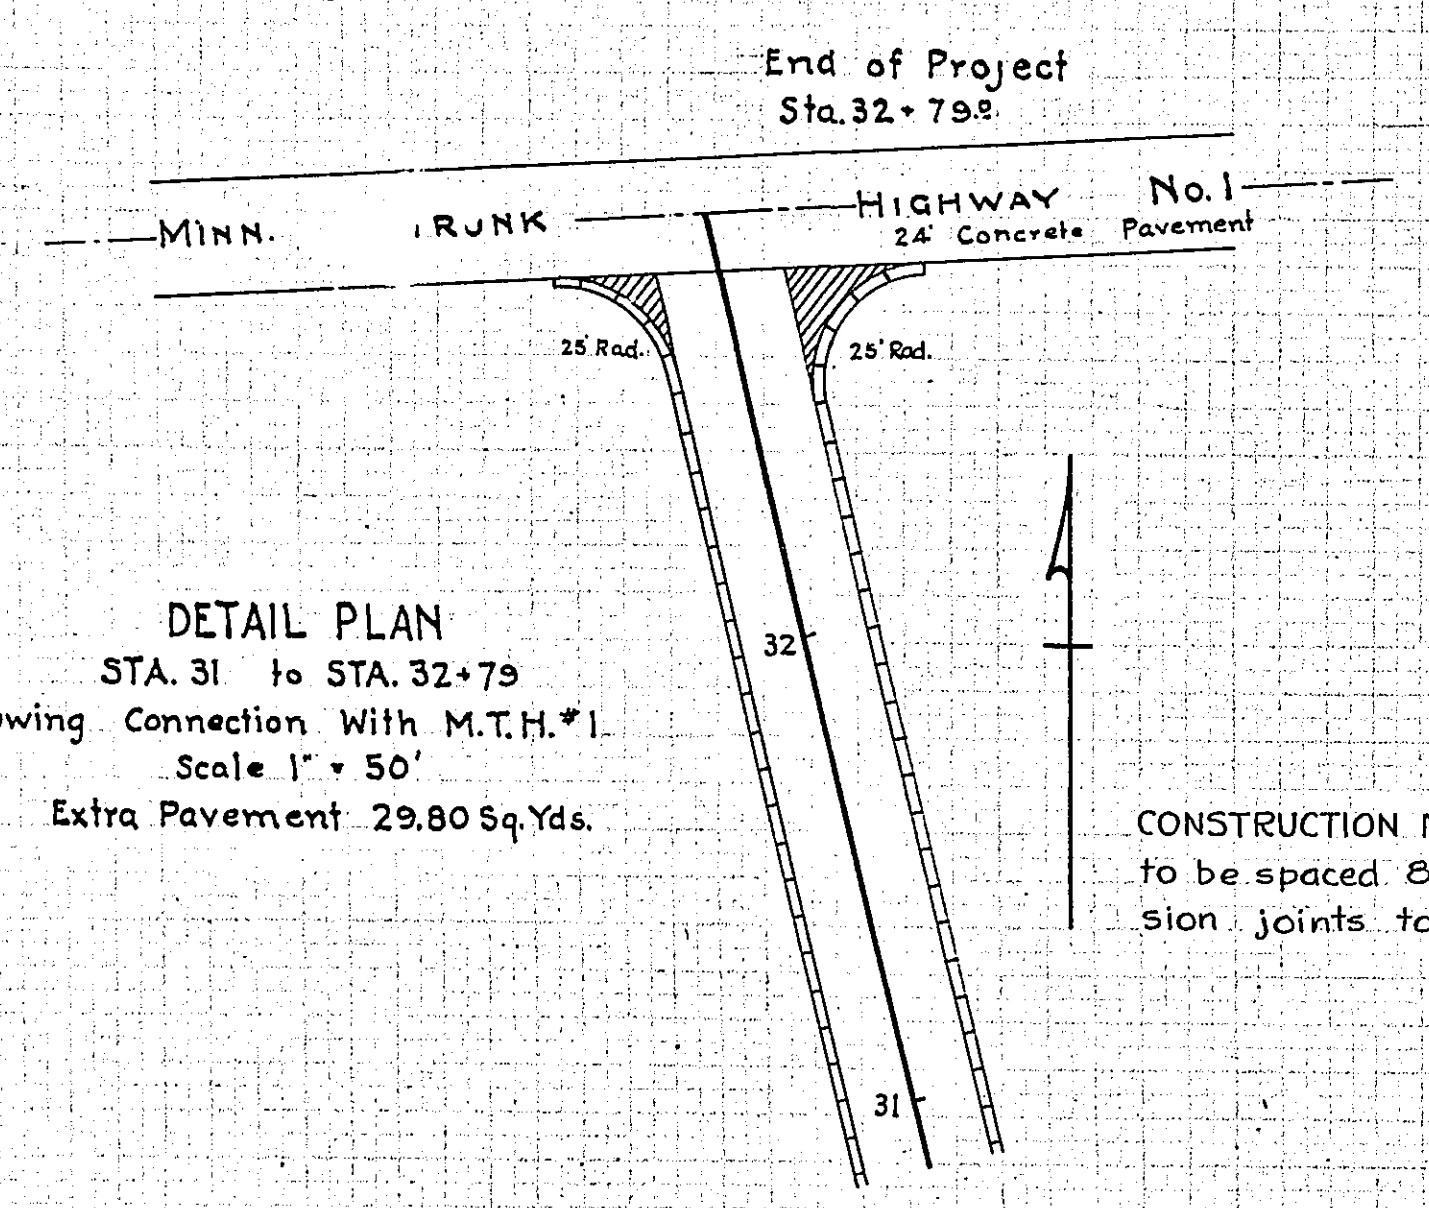 End of Project
Sta. 32+79.0
MINN. TRUNK HIGHWAY No. 1
24' Concrete Pavement
25' Rad.
25' Rad.
32
DETAIL PLAN
STA. 31 to STA. 32+79
owing Connection With M.T.H. #1
Scale 1" = 50'
Extra Pavement 29.80 Sq. Yds.
CONSTRUCTION
to be spaced 8
sion joints to
31